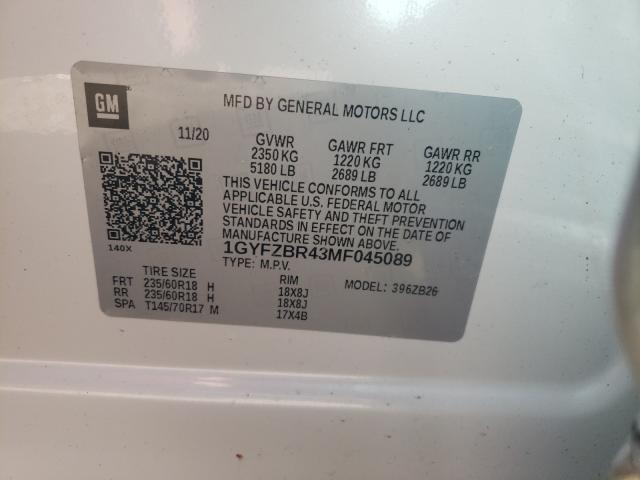 GM
MFD BY GENERAL MOTORS LLC
11/20 GVWR GAWR FRT GAWR RR
2350 KG 1220 KG 1220 KG
5180 LB 2689 LB 2689 LB
THIS VEHICLE CONFORMS TO ALL
APPLICABLE U.S. FEDERAL MOTOR
VEHICLE SAFETY AND THEFT PREVENTION
STANDARDS IN EFFECT ON THE DATE OF
MANUFACTURE SHOWN ABOVE.
140X 1GYFZBR43MF045089
TYPE: M.P.V.
TIRE SIZE RIM MODEL: 396ZB26
FRT 235/60R18 H 18X8J
RR 235/60R18 H 18X8J
SPA T145/70R17 M 17X4B